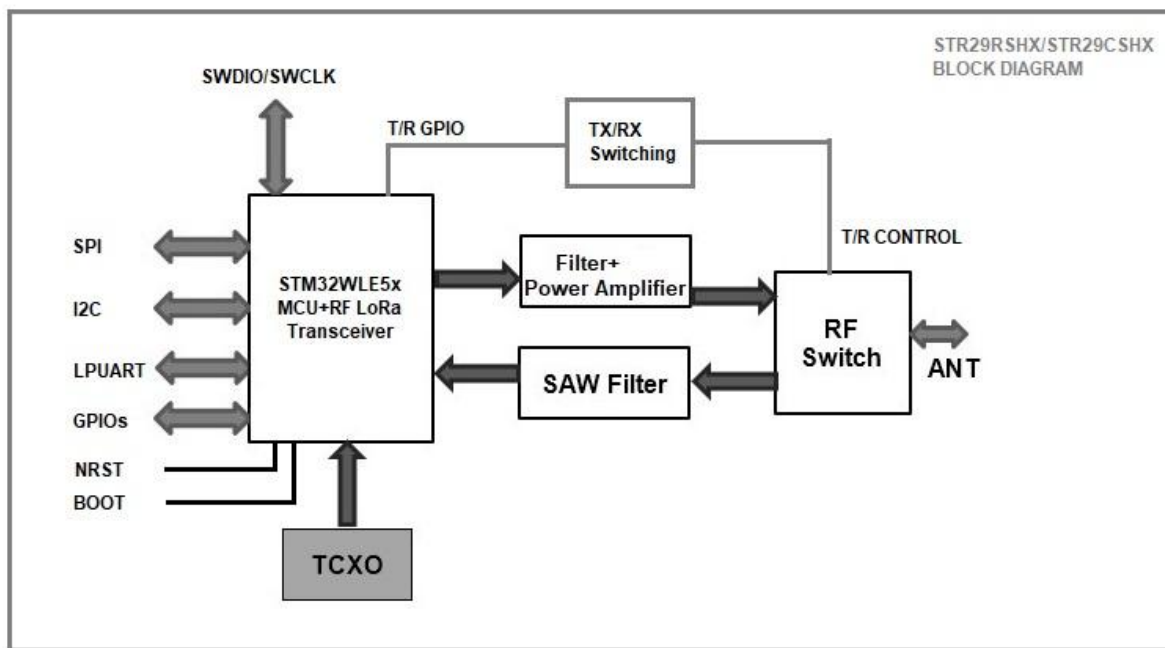 STR29RSHX/STR29CSHX
BLOCK DIAGRAM
SWDIO/SWCLK
T/R GPIO
TX/RX
Switching
SPI
I2C
LPUART
GPIOs
NRST
BOOT
STM32WLE5x
MCU+RF LoRa
Transceiver
Filter+
Power Amplifier
SAW Filter
T/R CONTROL
RF
Switch
ANT
TCXO